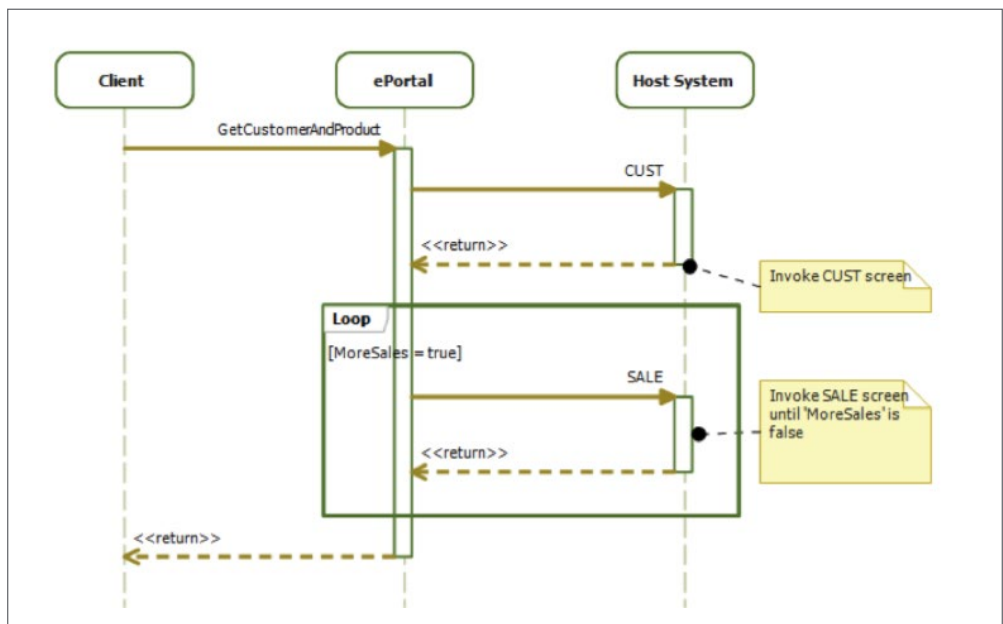 Client
ePortal
Host System
GetCustomerAndProduct
CUST
<<return>>
Invoke CUST screen
Loop
[MoreSales = true]
SALE
Invoke SALE screen
until 'MoreSales' is
false
<<return>>
<<return>>